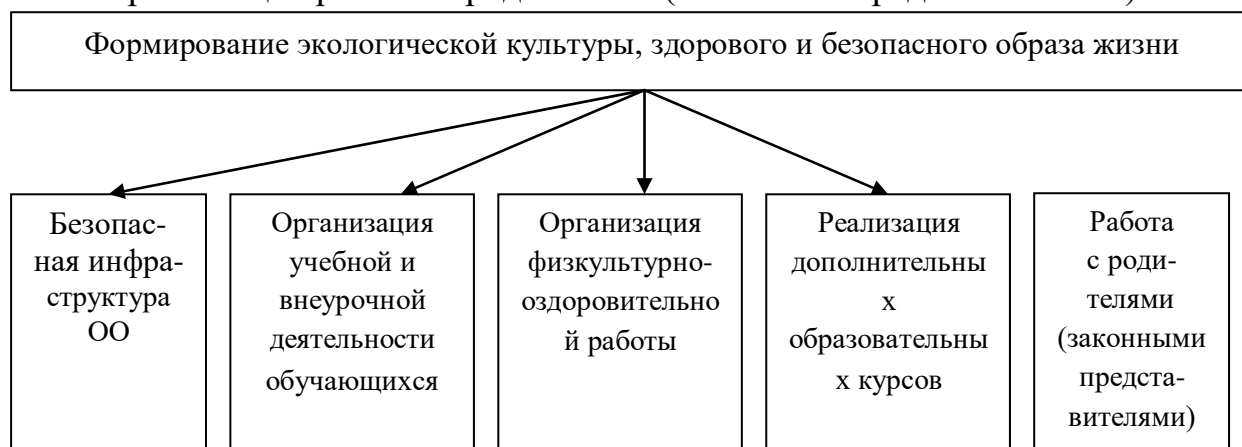 Формирование экологической культуры, здорового и безопасного образа жизни
Безопас-
ная инфра-
структура
ОО
Организация
учебной и
внеурочной
деятельности
обучающихся
Организация
физкультурно-
оздоровительно
й работы
Реализация
дополнительны
х
образовательны
х курсов
Работа
с роди-
телями
(законными
предста-
вителями)